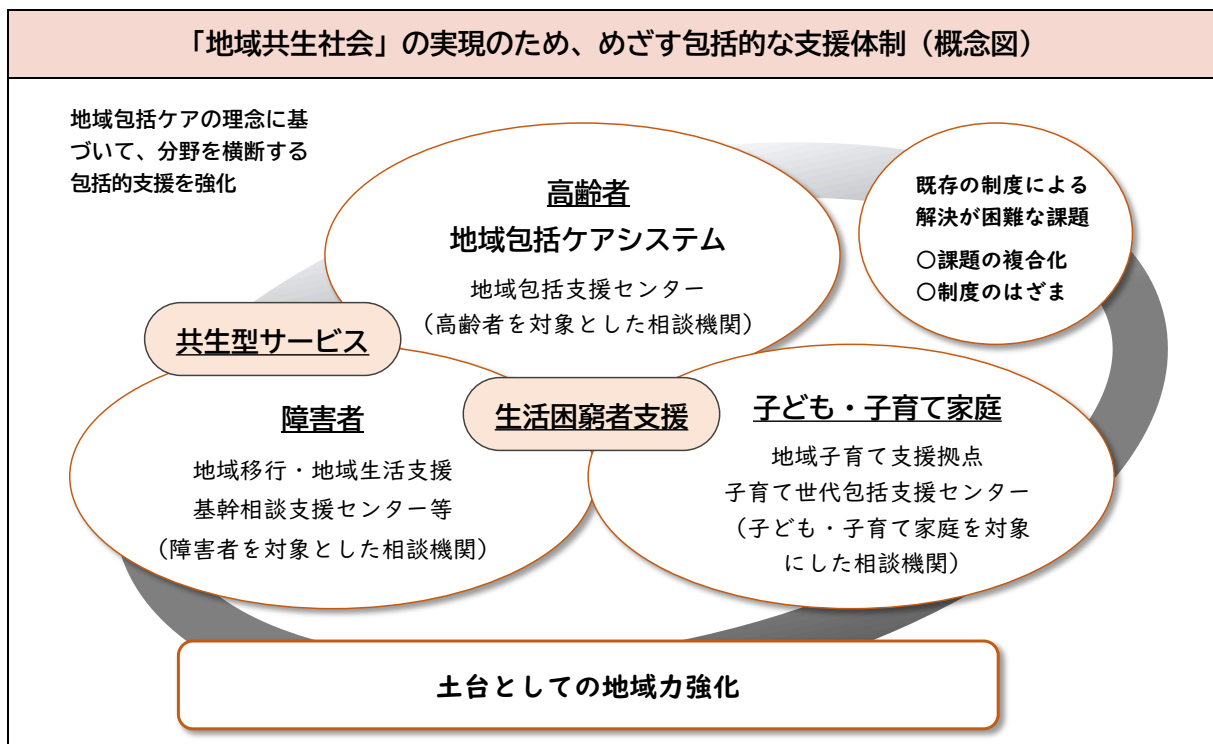 「地域共生社会」の実現のため、めざす包括的な支援体制（概念図）
地域包括ケアの理念に基
づいて、分野を横断する
包括的支援を強化
高齢者
地域包括ケアシステム
地域包括支援センター
（高齢者を対象とした相談機関）
既存の制度による
解決が困難な課題
○課題の複合化
○制度のはざま
共生型サービス
障害者
地域移行・地域生活支援
基幹相談支援センター等
（障害者を対象とした相談機関）
生活困窮者支援
子ども・子育て家庭
地域子育て支援拠点
子育て世代包括支援センター
（子ども・子育て家庭を対象
にした相談機関）
土台としての地域力強化